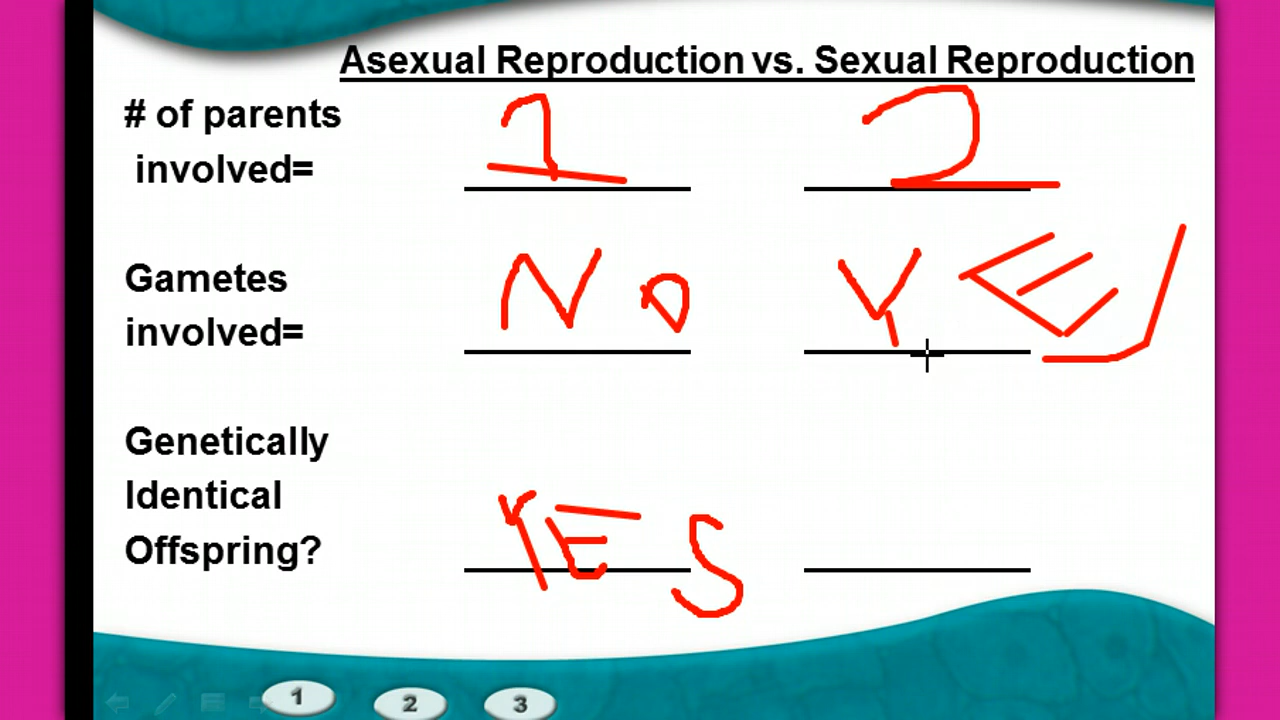 Asexual Reproduction vs. Sexual Reproduction
# of parents
involved= 1 2
Gametes
involved= NO YES
Genetically
Identical
Offspring? YES
1 2 3